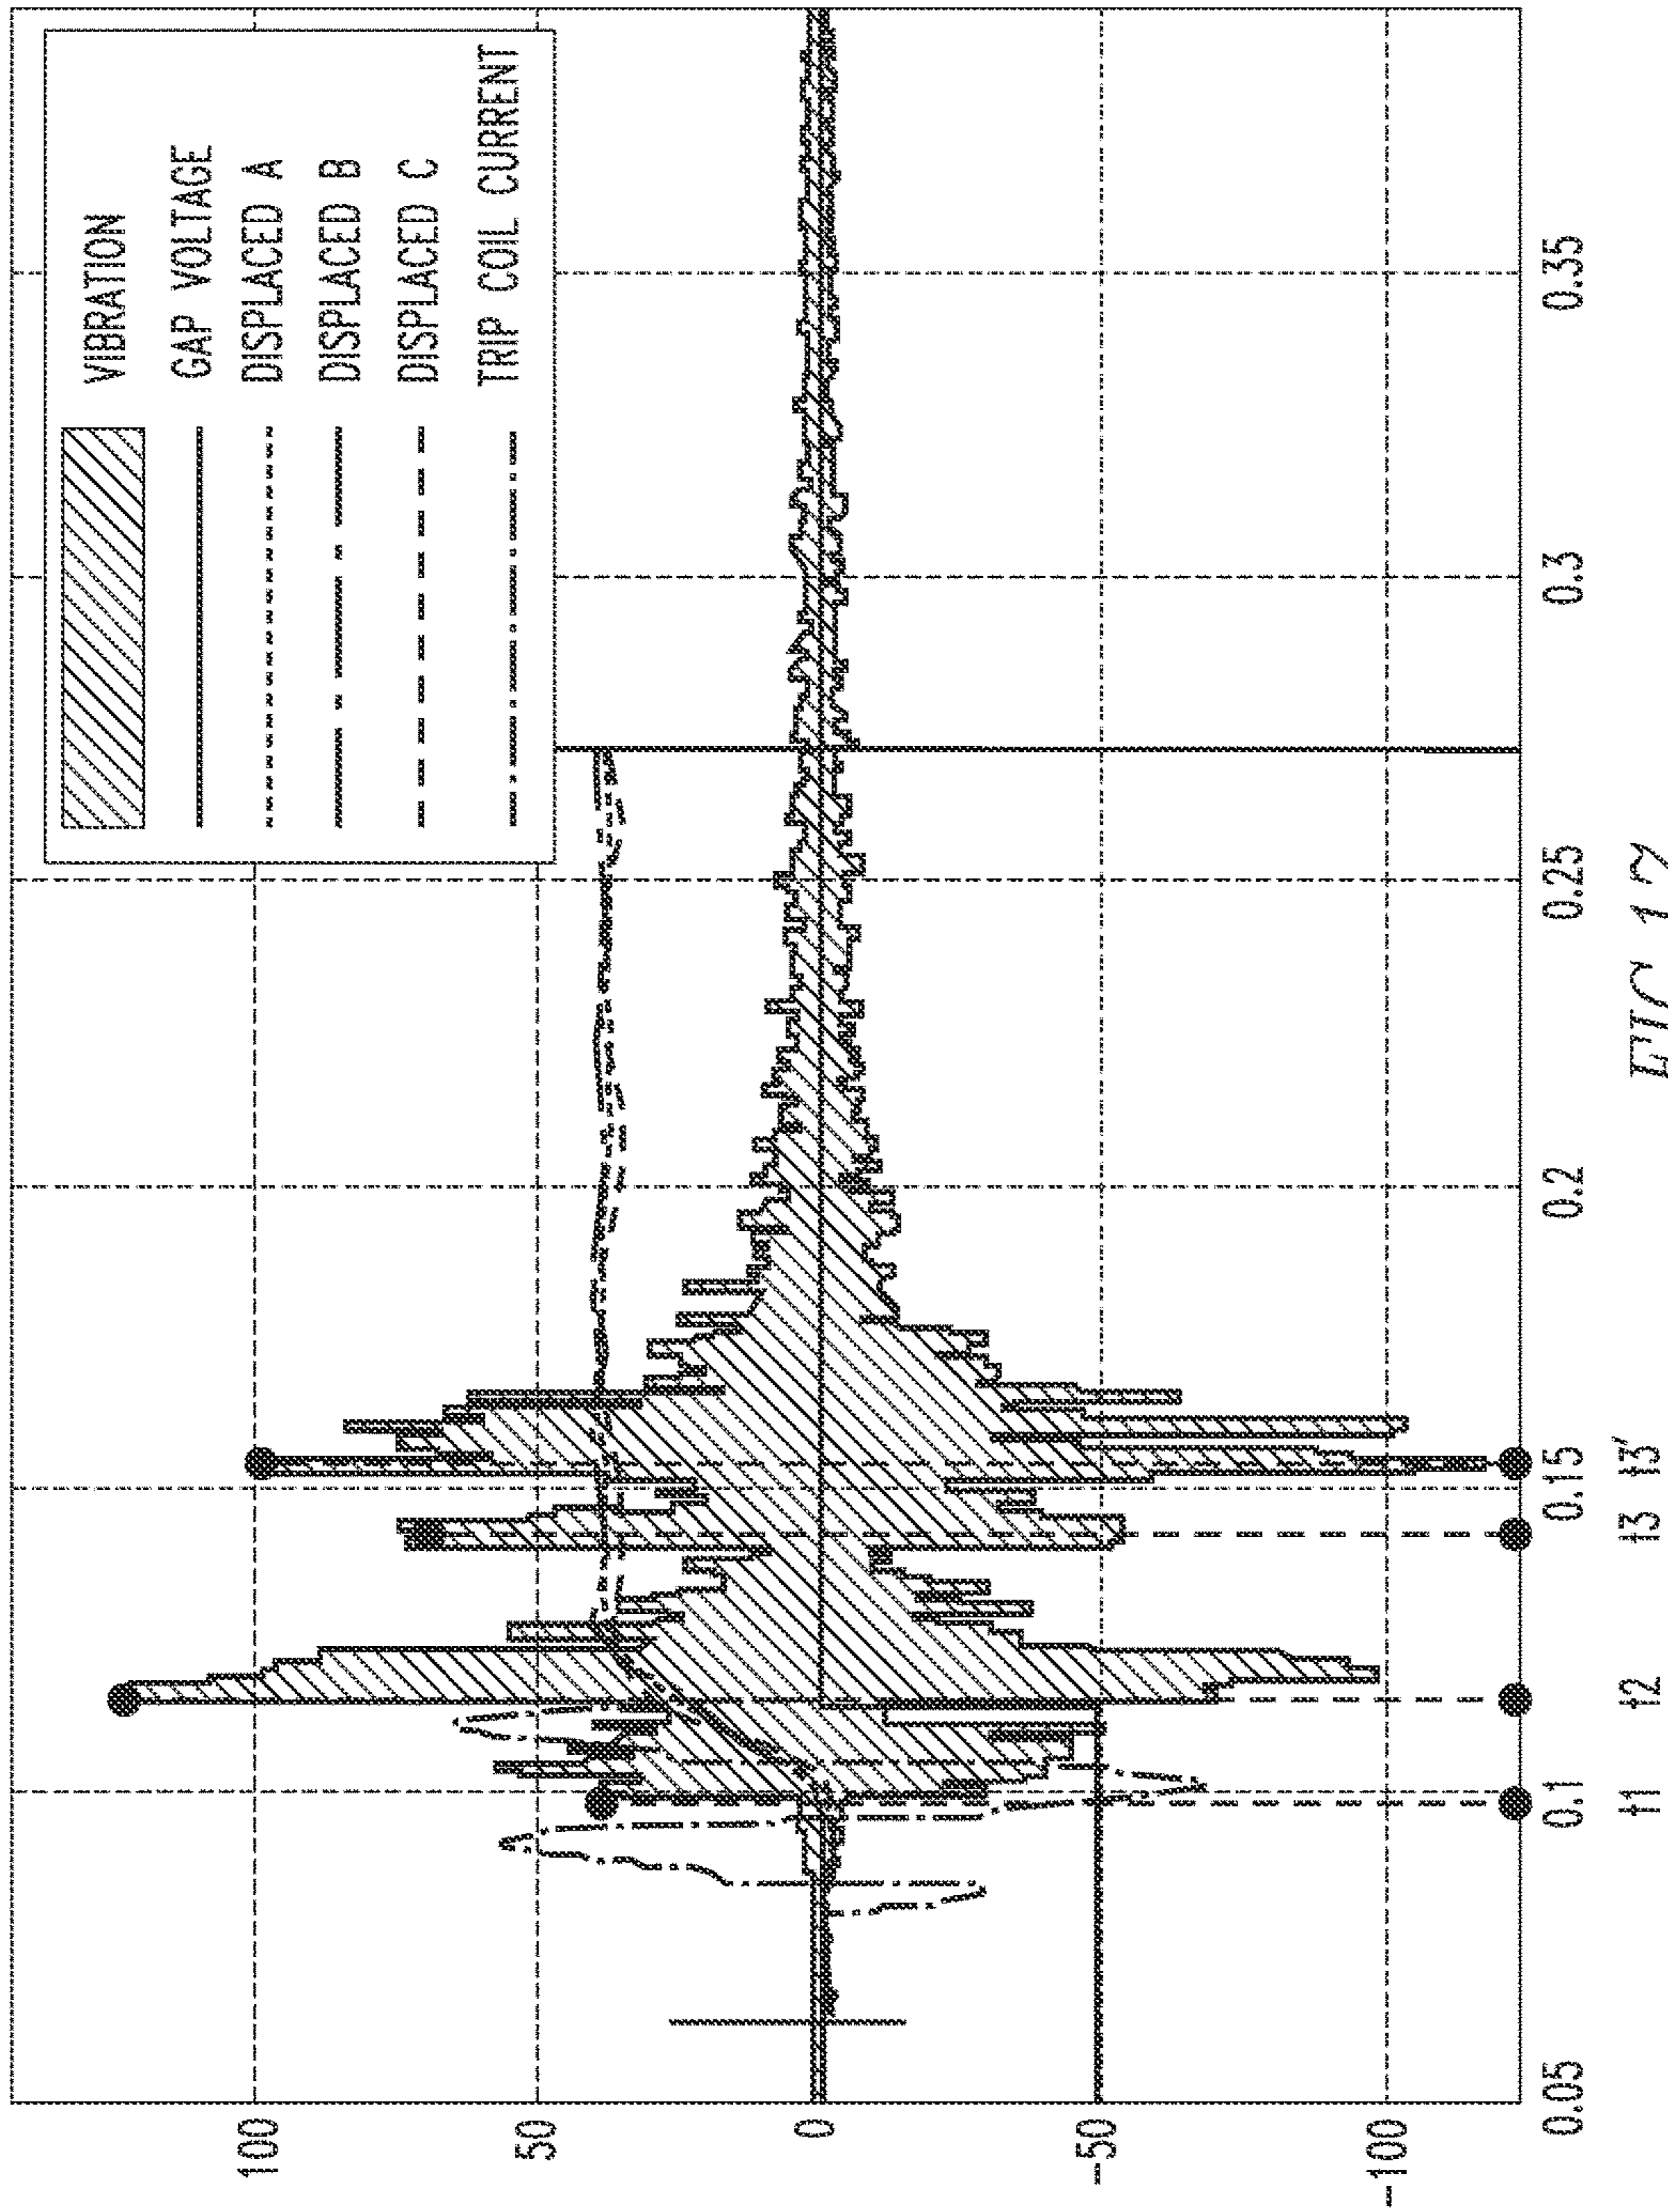 VIBRATION
GAP VOLTAGE
DISPLACED A
DISPLACED B
DISPLACED C
TRIP COIL CURRENT
100
50
0
-50
-100
0.05
0.1
0.15
0.2
0.25
0.3
0.35
t1
t2
t3
t3'